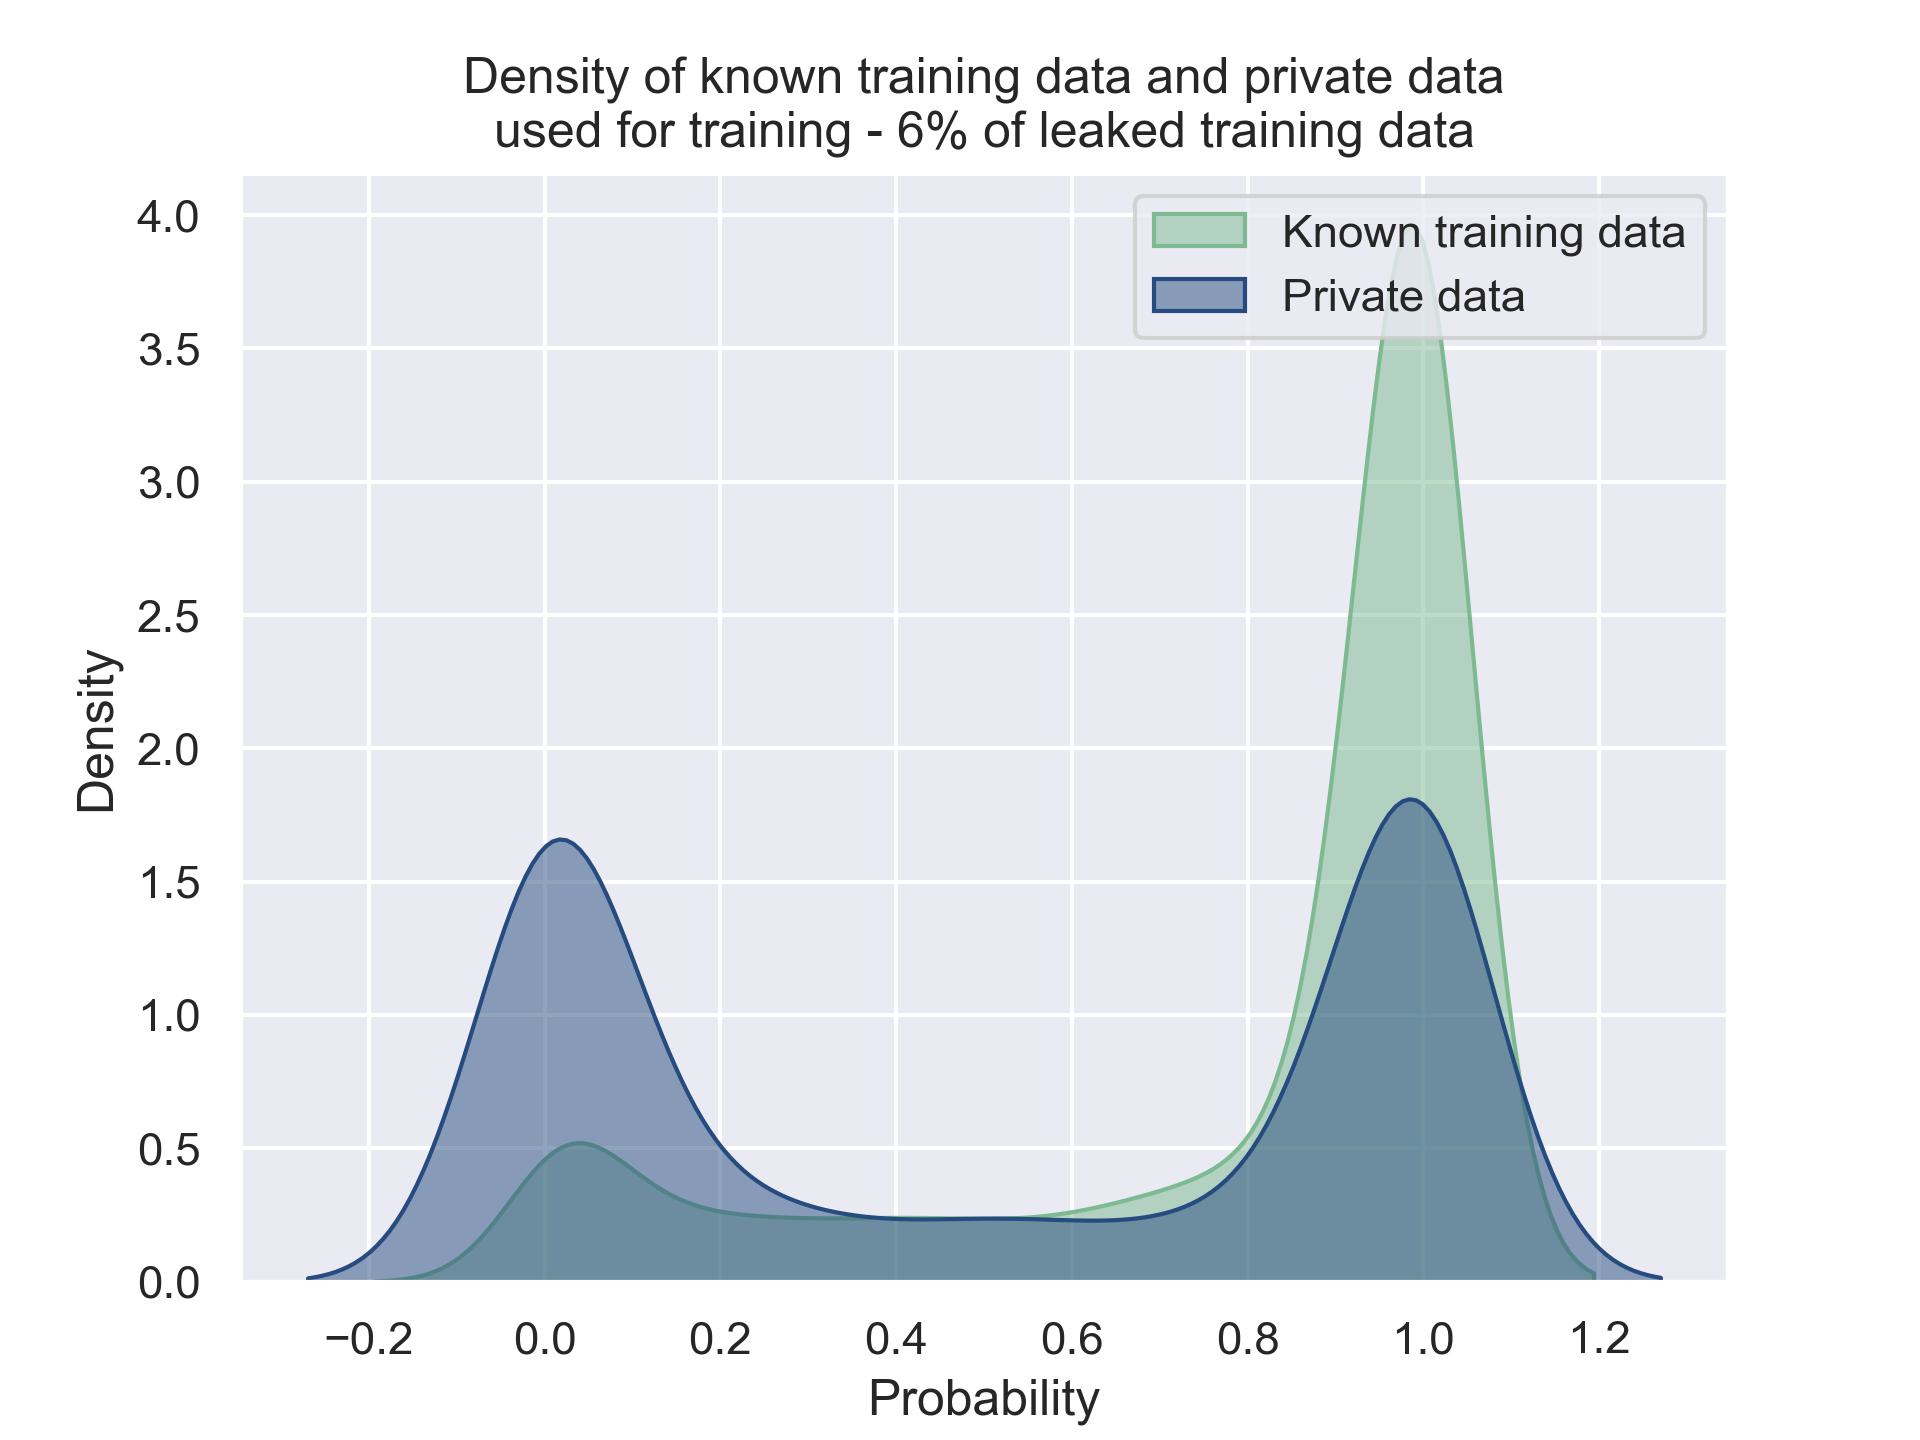 Density of known training data and private data
used for training - 6% of leaked training data
Known training data
Private data
Density
4.0
3.5
3.0
2.5
2.0
1.5
1.0
0.5
0.0
−0.2 0.0 0.2 0.4 0.6 0.8 1.0 1.2
Probability